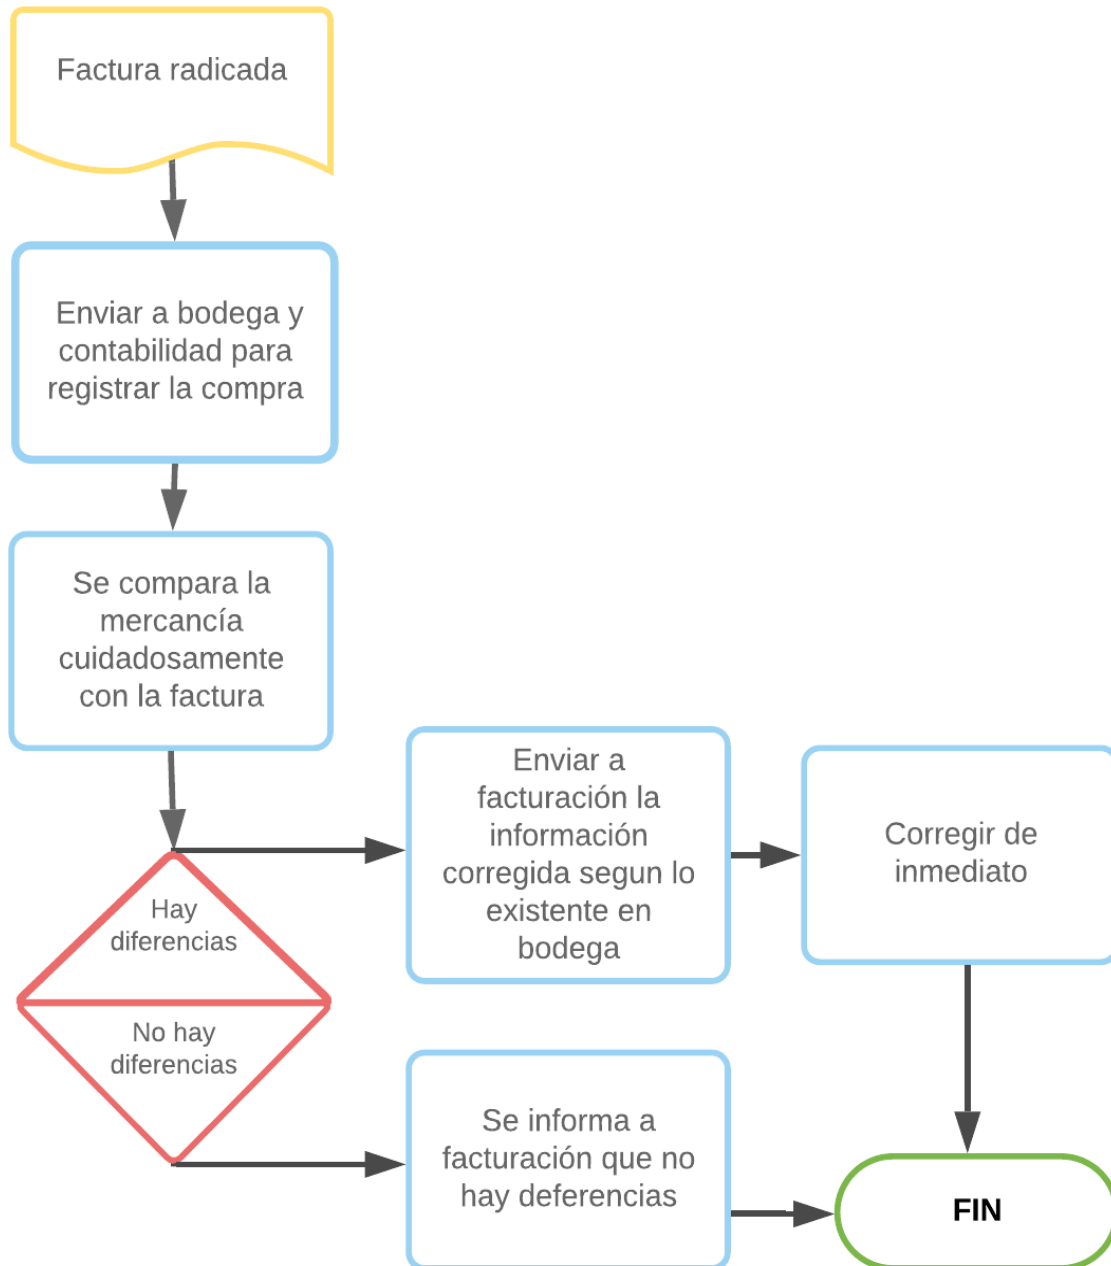 Factura radicada
Enviar a bodega y
contabilidad para
registrar la compra
Se compara la
mercancía
cuidadosamente
con la factura
Hay
diferencias
No hay
diferencias
Enviar a
facturación la
información
corregida segun lo
existente en
bodega
Corregir de
inmediato
Se informa a
facturación que no
hay deferencias
FIN